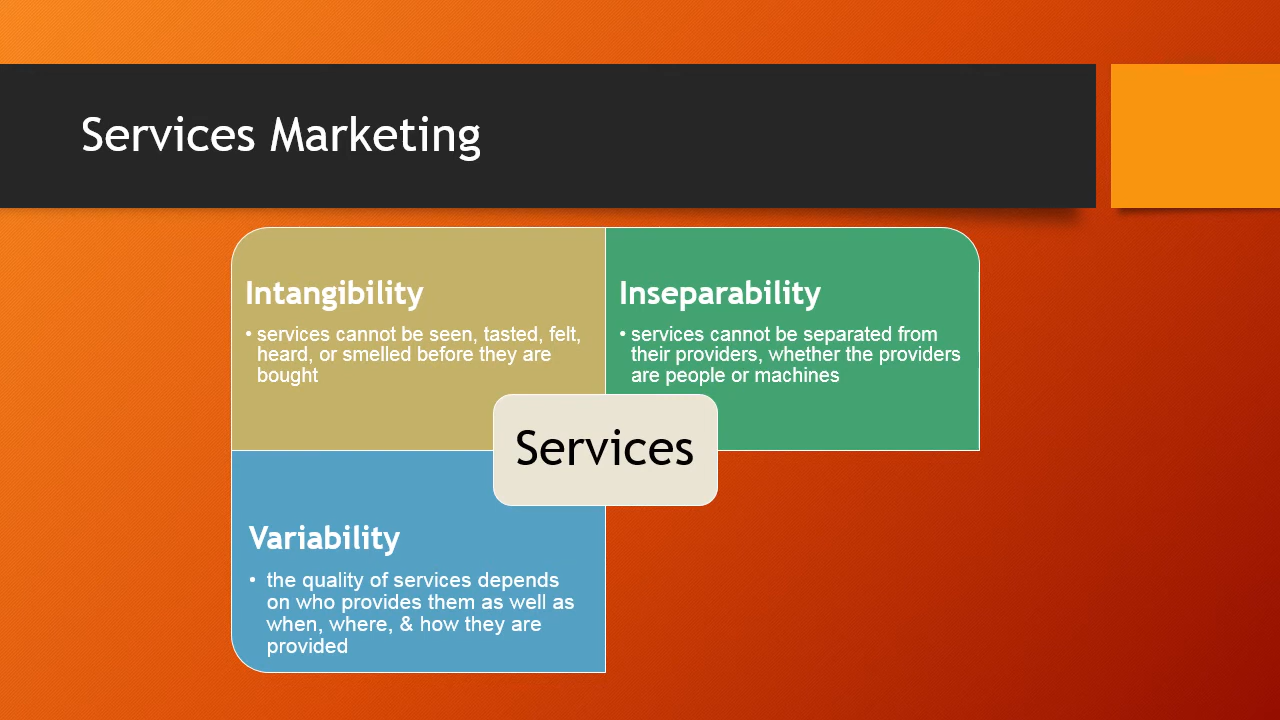 Services Marketing
Intangibility
• services cannot be seen, tasted, felt,
heard, or smelled before they are
bought
Inseparability
• services cannot be separated from
their providers, whether the providers
are people or machines
Services
Variability
• the quality of services depends
on who provides them as well as
when, where, & how they are
provided